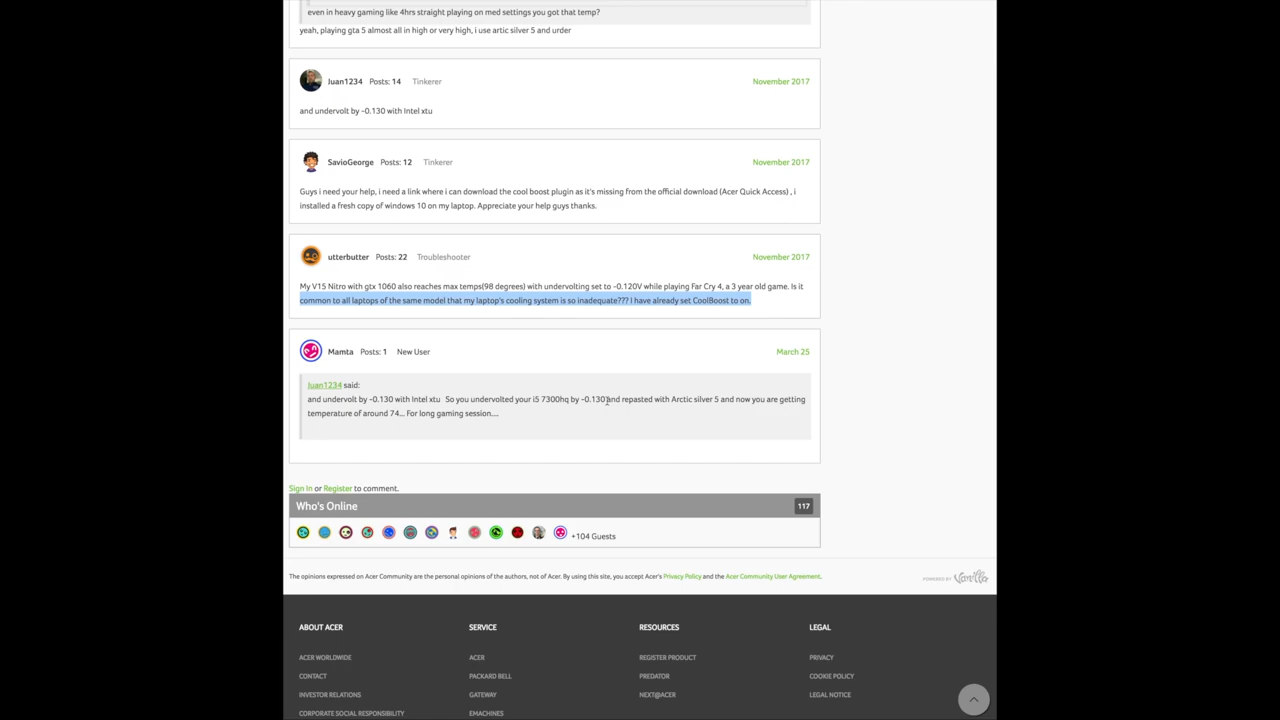 even in heavy gaming like 4hrs straight playing on med settings you got that temp?
yeah, playing gta 5 almost all in high or very high, i use artic silver 5 and urder
Juan1234 Posts: 14 Tinkerer November 2017
and undervolt by -0.130 with Intel xtu
SavioGeorge Posts: 12 Tinkerer November 2017
Guys i need your help, i need a link where i can download the cool boost plugin as it's missing from the official download (Acer Quick Access) , i
installed a fresh copy of windows 10 on my laptop. Appreciate your help guys thanks.
utterbutter Posts: 22 Troubleshooter November 2017
My V15 Nitro with gtx 1060 also reaches max temps(98 degrees) with undervolting set to -0.120V while playing Far Cry 4, a 3 year old game. Is it
common to all laptops of the same model that my laptop's cooling system is so inadequate??? I have already set CoolBoost to on.
Mamta Posts: 1 New User March 25
Juan1234 said:
and undervolt by -0.130 with Intel xtu So you undervolted your i5 7300hq by -0.130 and repasted with Arctic silver 5 and now you are getting
temperature of around 74... For long gaming session....
Sign In or Register to comment.
Who's Online 117
+104 Guests
The opinions expressed on Acer Community are the personal opinions of the authors, not of Acer. By using this site, you accept Acer's Privacy Policy and the Acer Community User Agreement.
POWERED BY Vanilla
ABOUT ACER SERVICE RESOURCES LEGAL
ACER WORLDWIDE ACER REGISTER PRODUCT PRIVACY
CONTACT PACKARD BELL PREDATOR COOKIE POLICY
INVESTOR RELATIONS GATEWAY NEXT@ACER LEGAL NOTICE
CORPORATE SOCIAL RESPONSIBILITY EMACHINES